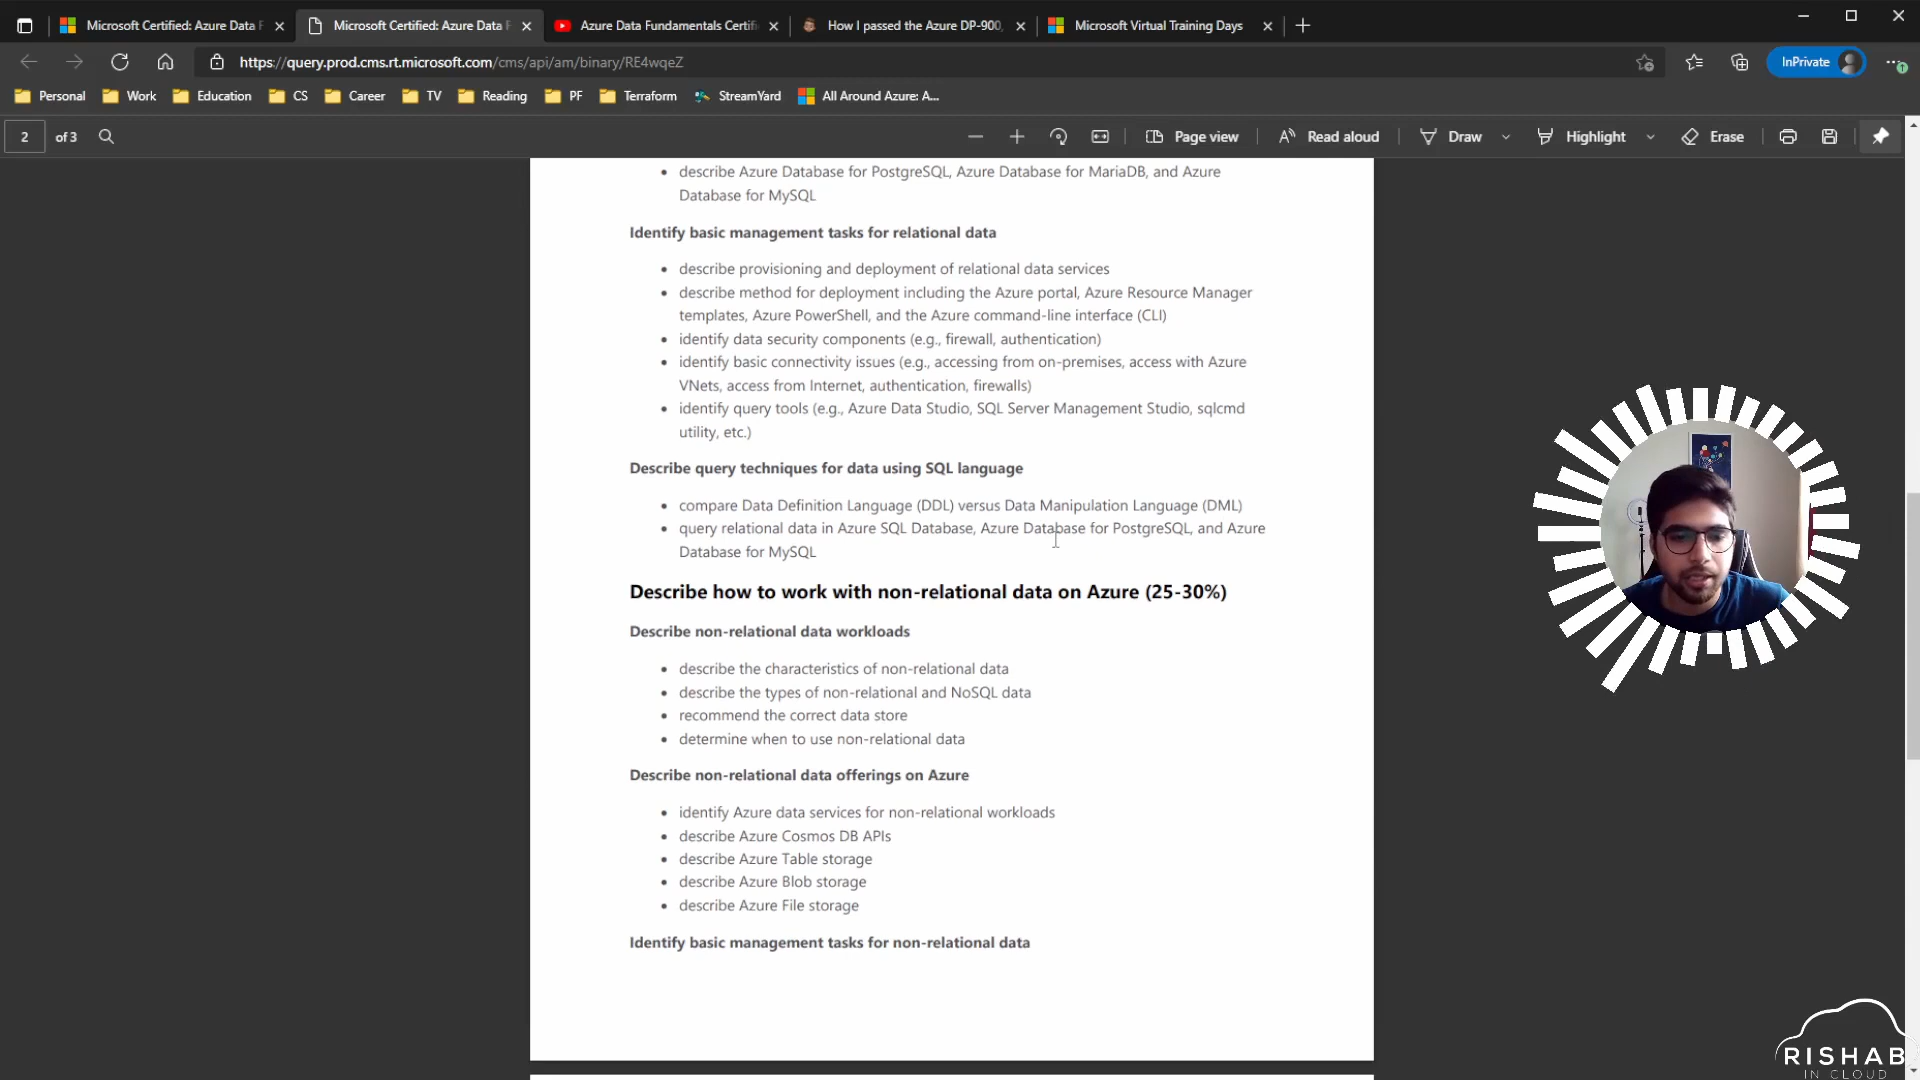 Microsoft Certified: Azure Data F
Microsoft Certified: Azure Data F
Azure Data Fundamentals Certifi
How I passed the Azure DP-900,
Microsoft Virtual Training Days
https://query.prod.cms.rt.microsoft.com/cms/api/am/binary/RE4wqeZ
InPrivate
Personal
Work
Education
CS
Career
TV
Reading
PF
Terraform
StreamYard
All Around Azure: A...
2 of 3
Page view
Read aloud
Draw
Highlight
Erase
• describe Azure Database for PostgreSQL, Azure Database for MariaDB, and Azure
Database for MySQL
Identify basic management tasks for relational data
• describe provisioning and deployment of relational data services
• describe method for deployment including the Azure portal, Azure Resource Manager
templates, Azure PowerShell, and the Azure command-line interface (CLI)
• identify data security components (e.g., firewall, authentication)
• identify basic connectivity issues (e.g., accessing from on-premises, access with Azure
VNets, access from Internet, authentication, firewalls)
• identify query tools (e.g., Azure Data Studio, SQL Server Management Studio, sqlcmd
utility, etc.)
Describe query techniques for data using SQL language
• compare Data Definition Language (DDL) versus Data Manipulation Language (DML)
• query relational data in Azure SQL Database, Azure Database for PostgreSQL, and Azure
Database for MySQL
Describe how to work with non-relational data on Azure (25-30%)
Describe non-relational data workloads
• describe the characteristics of non-relational data
• describe the types of non-relational and NoSQL data
• recommend the correct data store
• determine when to use non-relational data
Describe non-relational data offerings on Azure
• identify Azure data services for non-relational workloads
• describe Azure Cosmos DB APIs
• describe Azure Table storage
• describe Azure Blob storage
• describe Azure File storage
Identify basic management tasks for non-relational data
RISHAB
IN CLOUD